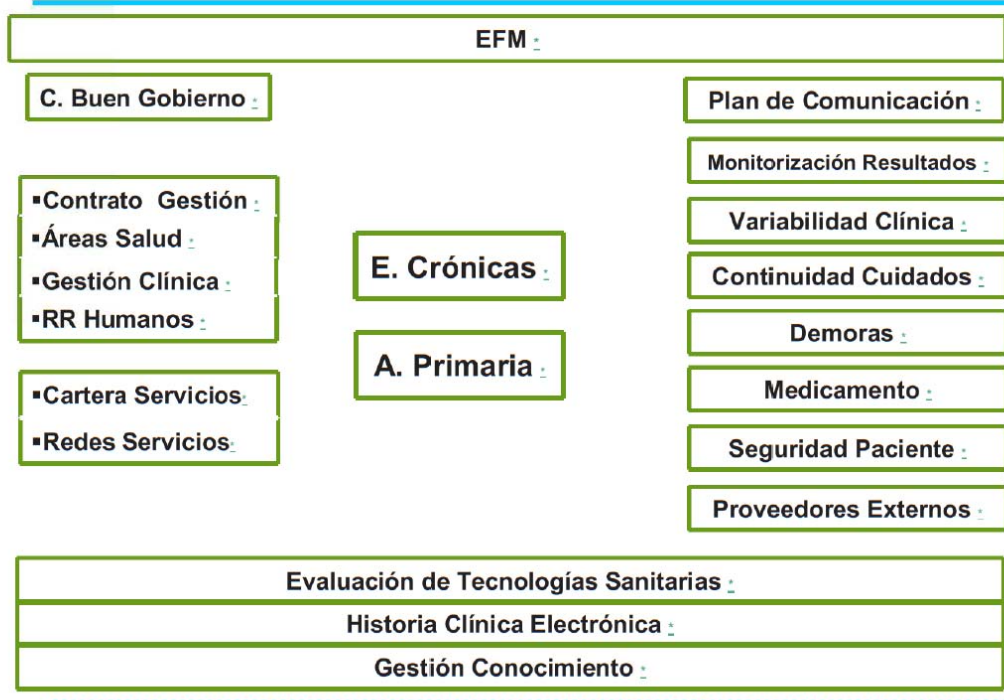 EFM *
C. Buen Gobierno *
▪Contrato Gestión *
▪Áreas Salud *
▪Gestión Clínica *
▪RR Humanos *
▪Cartera Servicios*
▪Redes Servicios*
E. Crónicas *
A. Primaria *
Plan de Comunicación *
Monitorización Resultados *
Variabilidad Clínica *
Continuidad Cuidados *
Demoras *
Medicamento *
Seguridad Paciente *
Proveedores Externos *
Evaluación de Tecnologías Sanitarias *
Historia Clínica Electrónica *
Gestión Conocimiento *